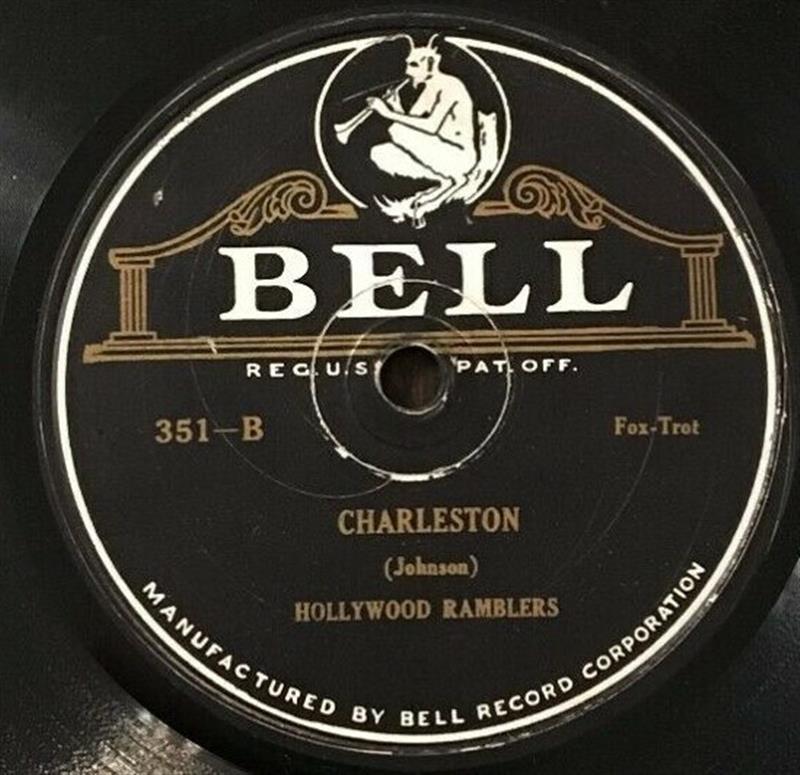 BELL
REG. U.S. PAT. OFF.
351-B
Fox-Trot
CHARLESTON
(Johnson)
HOLLYWOOD RAMBLERS
MANUFACTURED BY BELL RECORD CORPORATION